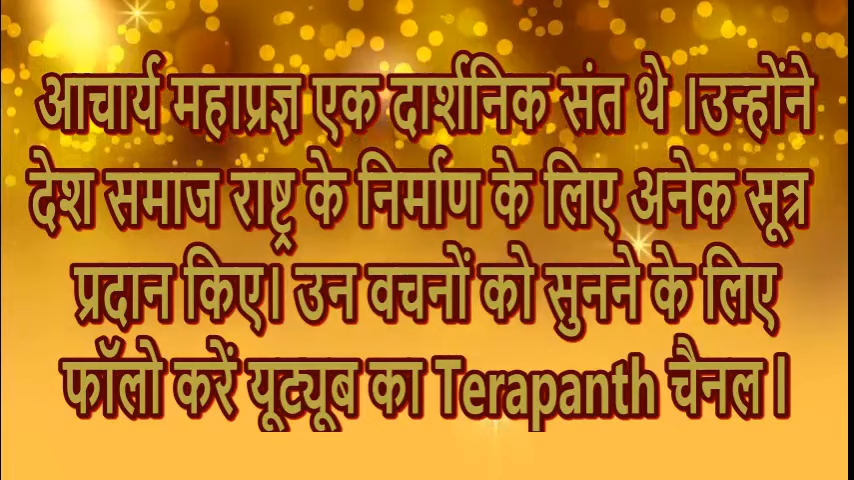 आचार्य महाप्रज्ञ एक दार्शनिक संत थे ।उन्होंने
देश समाज राष्ट्र के निर्माण के लिए अनेक सूत्र
प्रदान किए। उन वचनों को सुनने के लिए
फॉलो करें यूट्यूब का Terapanth चैनल।